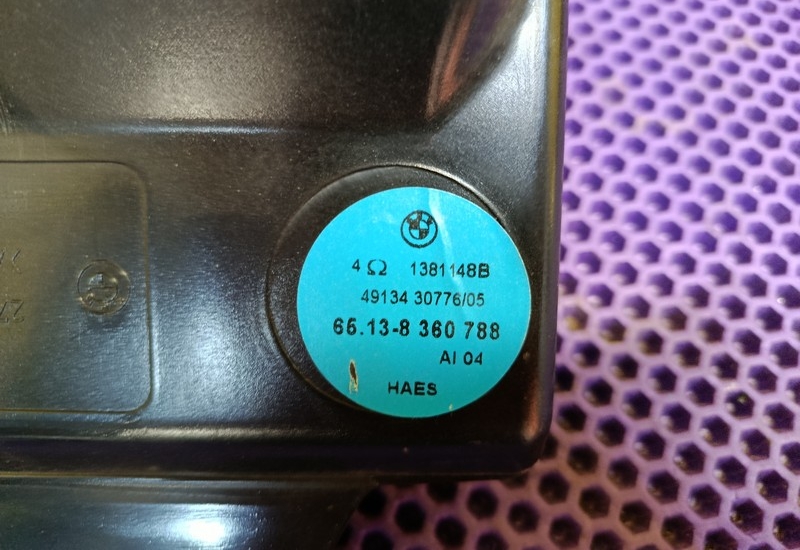 4 Ω 1381148B
49134 30776/05
65.13-8 360 788
AI 04
HAES